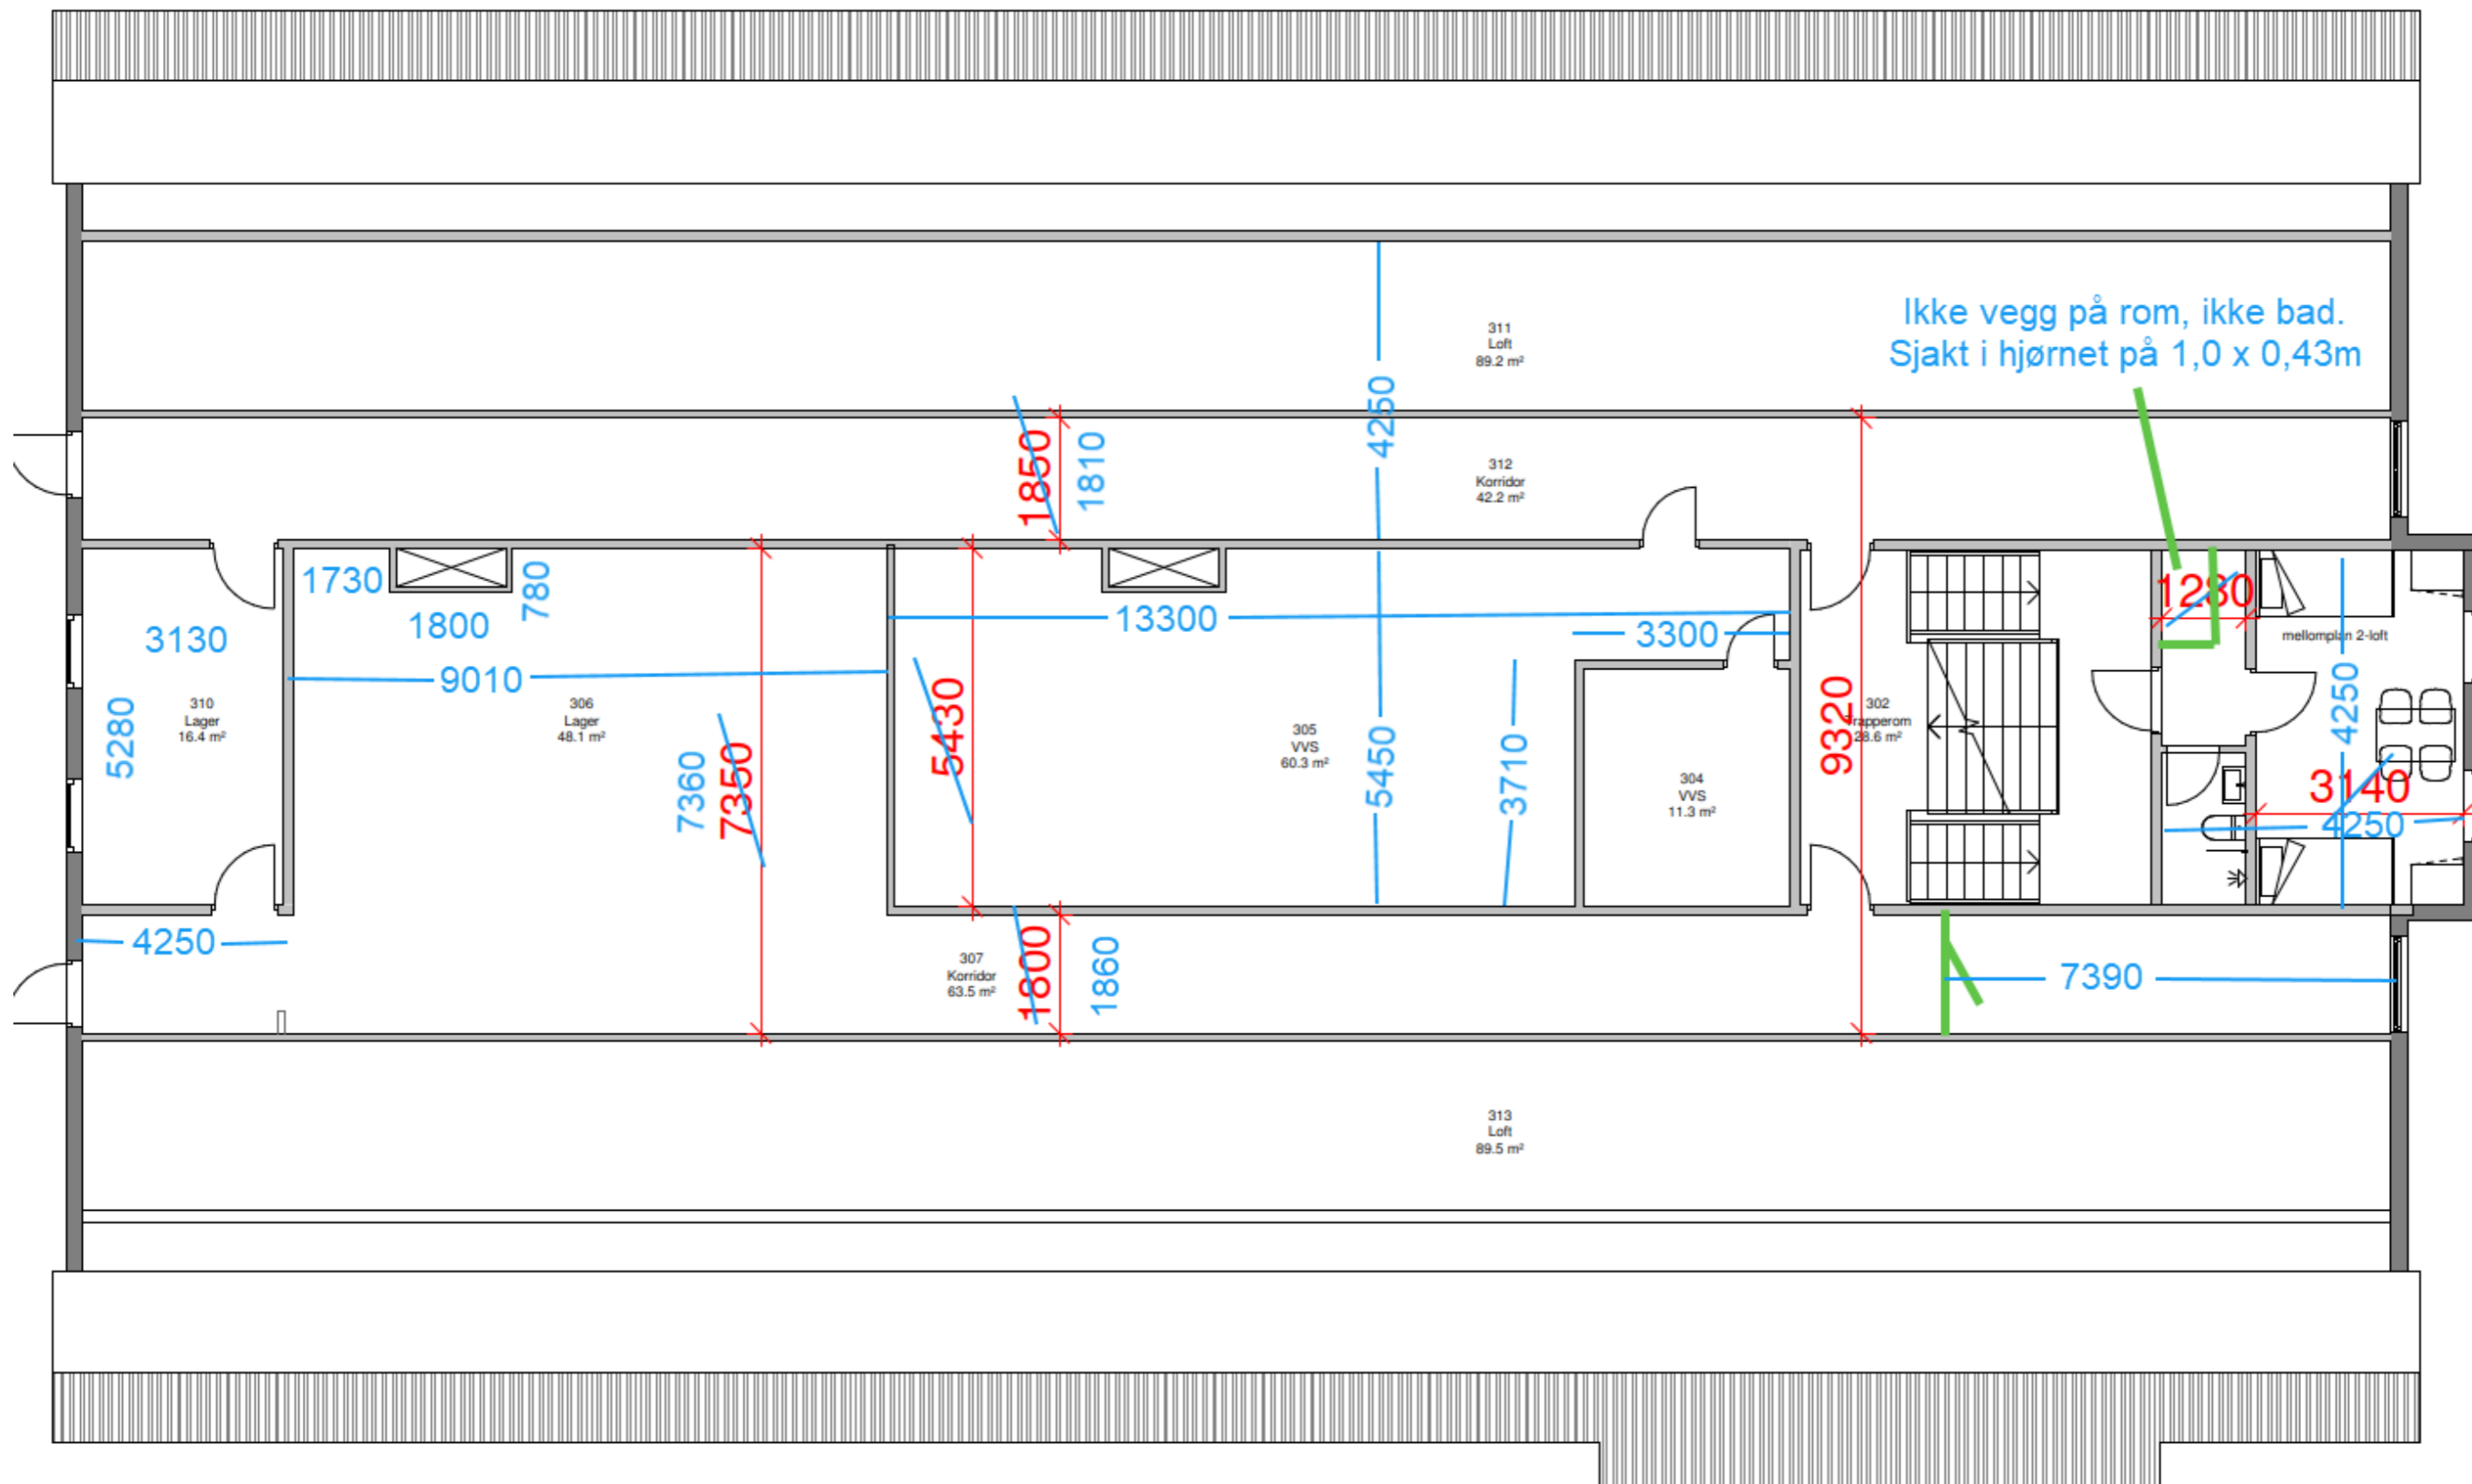 Ikke vegg på rom, ikke bad.
Sjakt i hjørnet på 1,0 x 0,43m
311
Loft
89.2 m²
4250
1850
1810
312
Korridor
42.2 m²
1730
1800
780
3130
9010
5280
310
Lager
16.4 m²
306
Lager
48.1 m²
7360
7350
5430
13300
3300
305
VVS
60.3 m²
5450
3710
304
VVS
11.3 m²
9320
302
Trapperom
28.6 m²
1280
mellomplan 2-loft
4250
3140
4250
4250
307
Korridor
63.5 m²
1800
1860
7390
313
Loft
89.5 m²